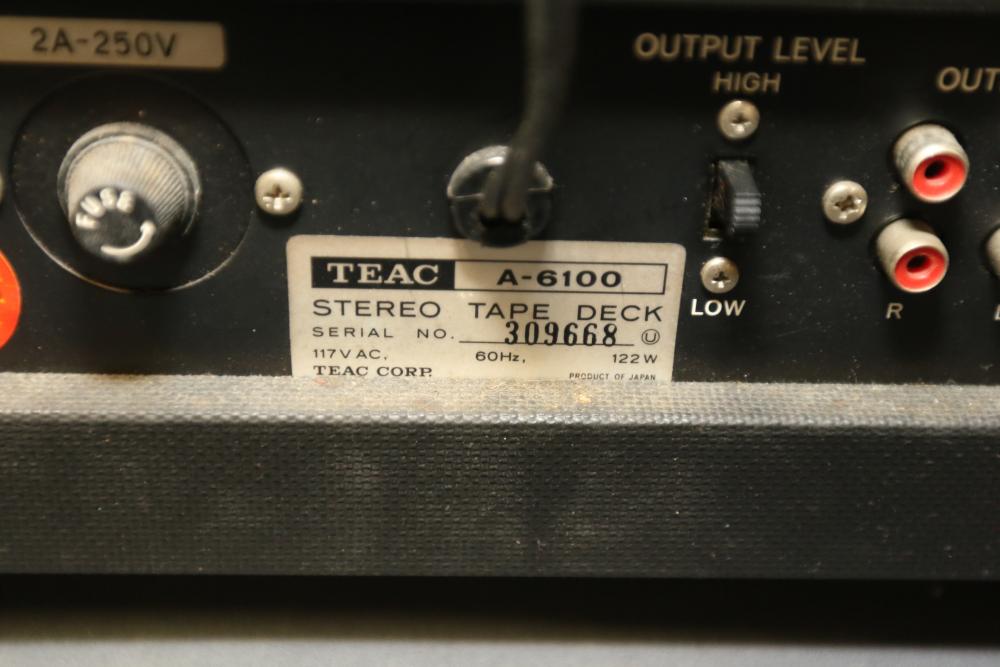 2A-250V
OUTPUT LEVEL
HIGH
OUT
FUSE
TEAC A-6100
STEREO TAPE DECK
SERIAL NO. 309668 U
117V AC, 60Hz, 122W
TEAC CORP. PRODUCT OF JAPAN
LOW
R